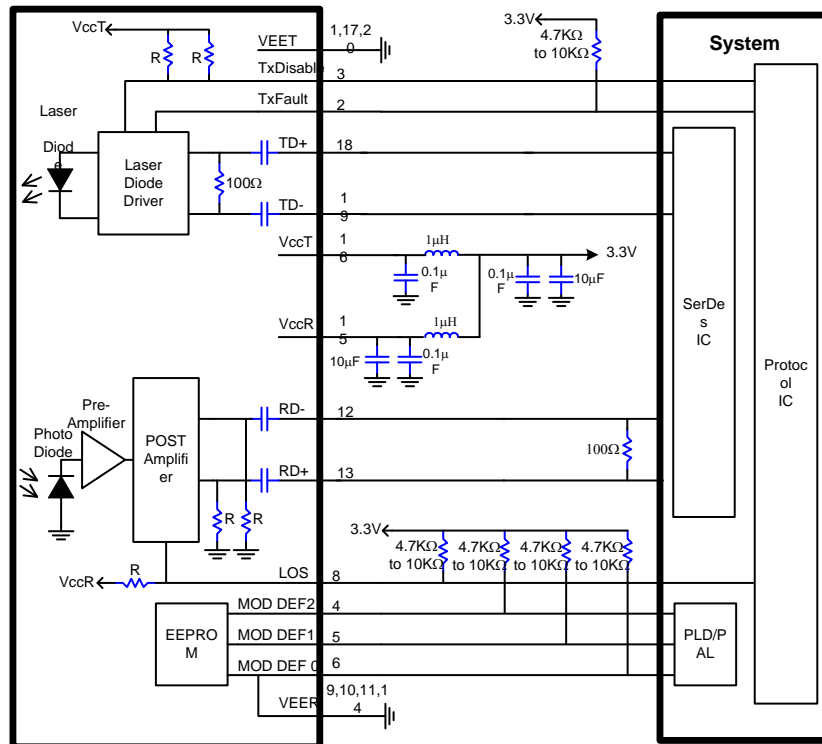 VccT
R
R
VEET
1,17,2
0
TxDisable
3
TxFault
2
3.3V
4.7KΩ
to 10KΩ
System
Laser
Diod
e
Laser
Diode
Driver
100Ω
TD+
18
TD-
1
9
VccT
1
6
1μH
0.1μ
F
0.1μ
F
10μF
3.3V
VccR
1
5
1μH
10μF
0.1μ
F
SerDe
s
IC
Protoc
ol IC
Pre-
Amplifier
Photo
Diode
POST
Amplifi
er
RD-
12
RD+
13
100Ω
R
R
3.3V
4.7KΩ
to 10KΩ
4.7KΩ
to 10KΩ
4.7KΩ
to 10KΩ
4.7KΩ
to 10KΩ
VccR
R
LOS
8
EEPRO
M
MOD DEF2
4
MOD DEF1
5
MOD DEF 0
6
PLD/P
AL
VEER
9,10,11,1
4